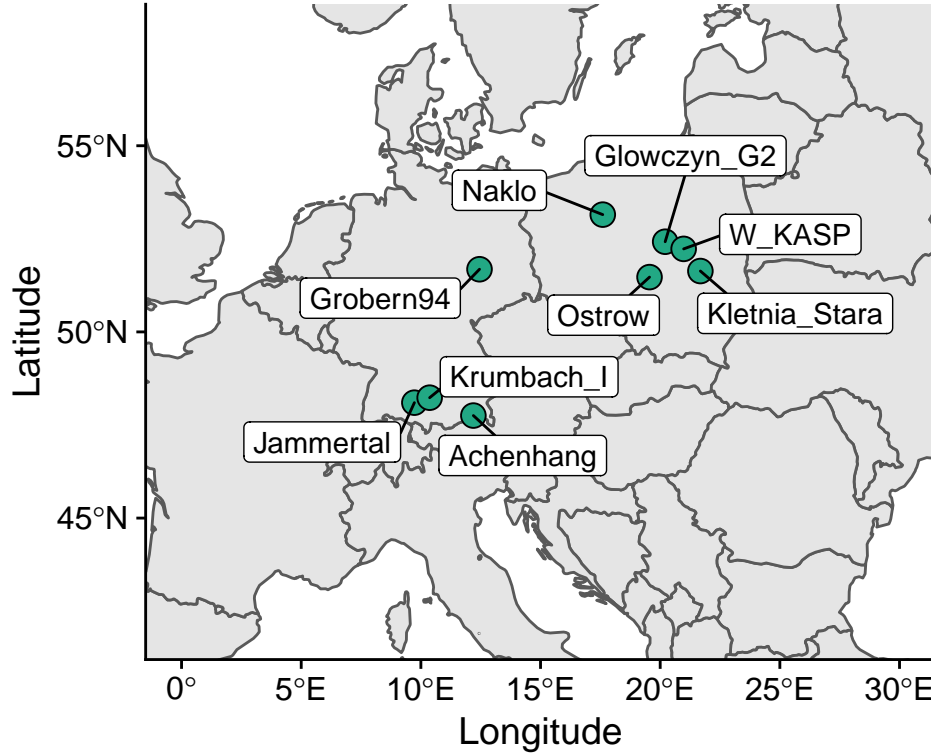 Glowczyn_G2
Naklo
W_KASP
Grobern94
Ostrow
Kletnia_Stara
Krumbach_I
Jammertal
Achenhang
55°N
50°N
45°N
Latitude
0°
5°E
10°E
15°E
20°E
25°E
30°E
Longitude